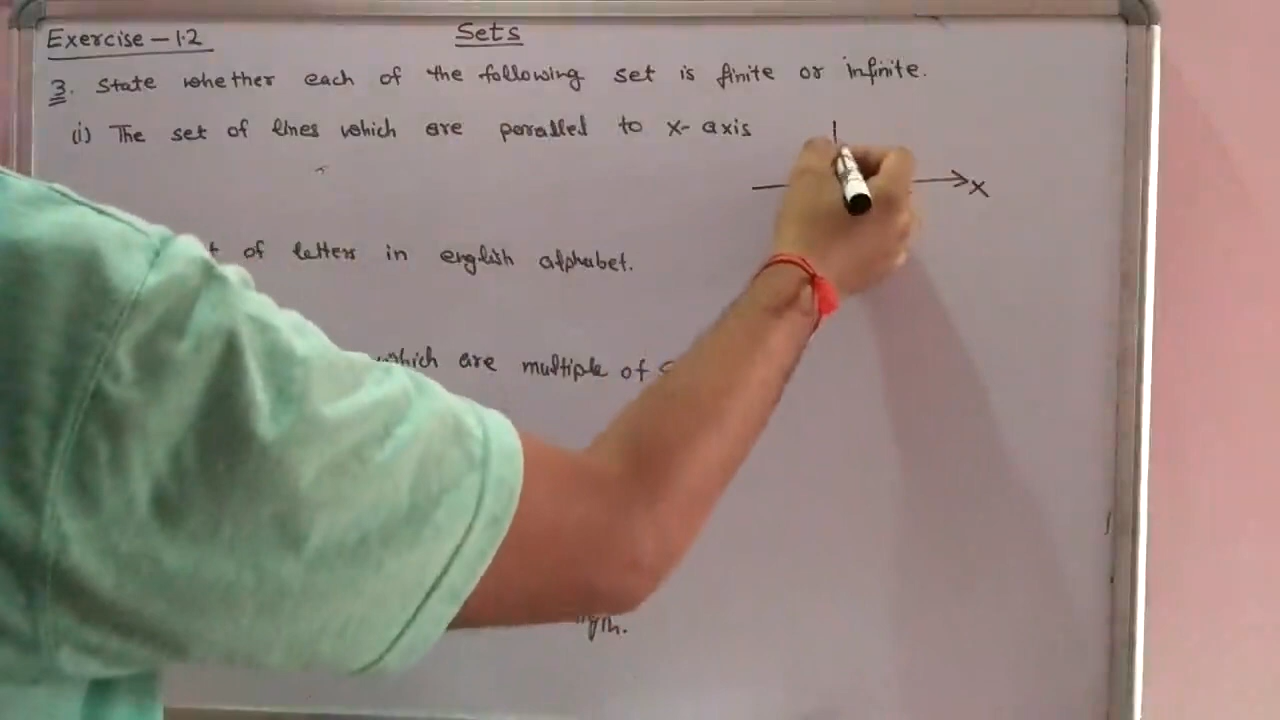 Exercise – 1.2
Sets
3. State whether each of the following set is finite or infinite.
(i) The set of lines which are parallel to x-axis
X
of letters in english alphabet.
which are multiple of